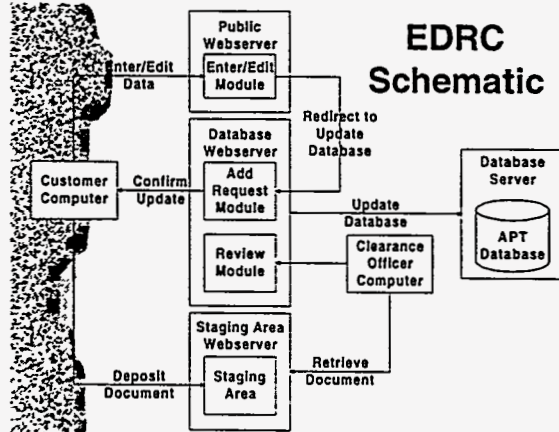 EDRC
Schematic
Public
Webserver
Enter/Edit
Module
Enter/Edit
Data
Redirect to
Update
Database
Database
Webserver
Add
Request
Module
Review
Module
Customer
Computer
Confirm
Update
Update
Database
Database
Server
APT
Database
Clearance
Officer
Computer
Staging Area
Webserver
Staging
Area
Deposit
Document
Retrieve
Document